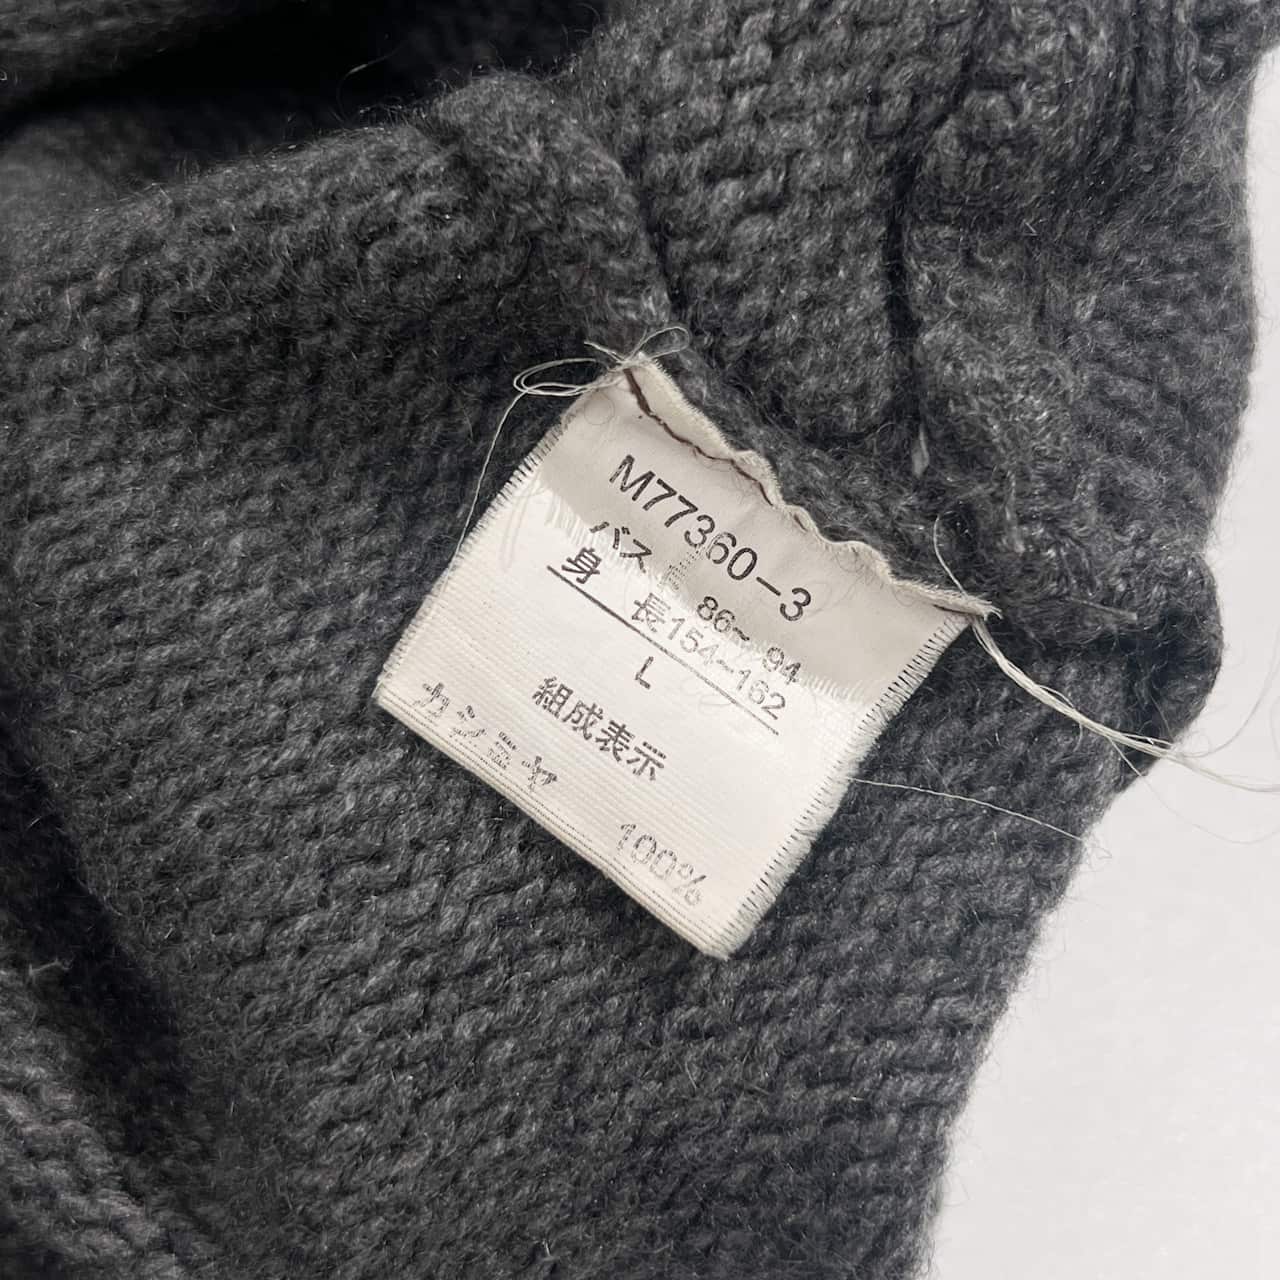 M77360-3
バスト 86~94
身 長154~162
L
組成表示
カシミヤ
100%